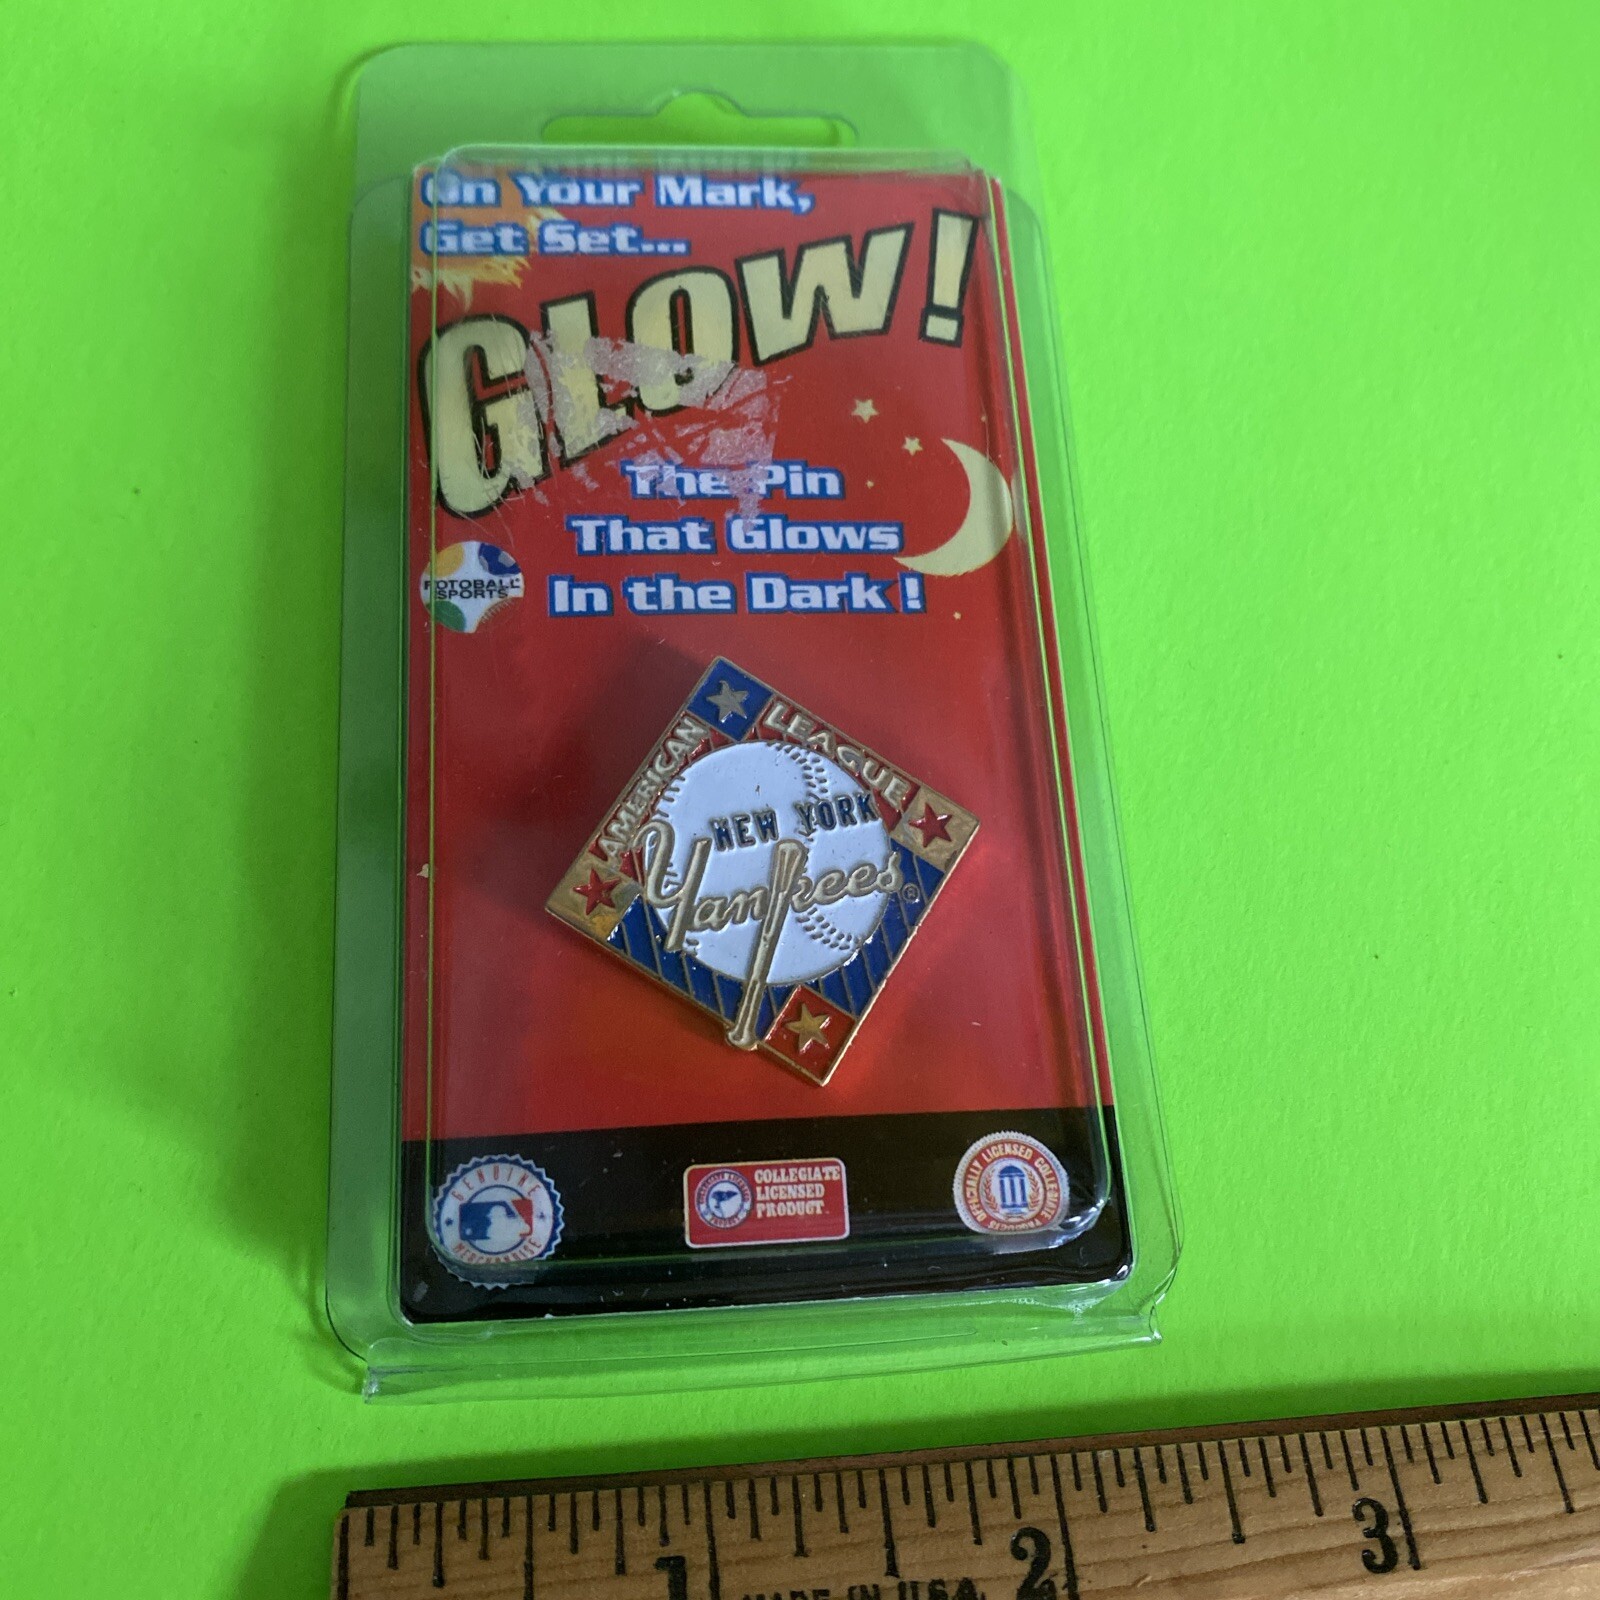 On Your Mark,
Get Set...
GLOW!
The Pin
That Glows
In the Dark!
FOTOBALL
SPORTS
AMERICAN LEAGUE
NEW YORK
Yankees ®
GENUINE
MERCHANDISE
COLLEGIATE
LICENSED
PRODUCT
OFFICIALLY LICENSED COLLEGIATE PRODUCTS
1 2 3
MADE IN U.S.A.